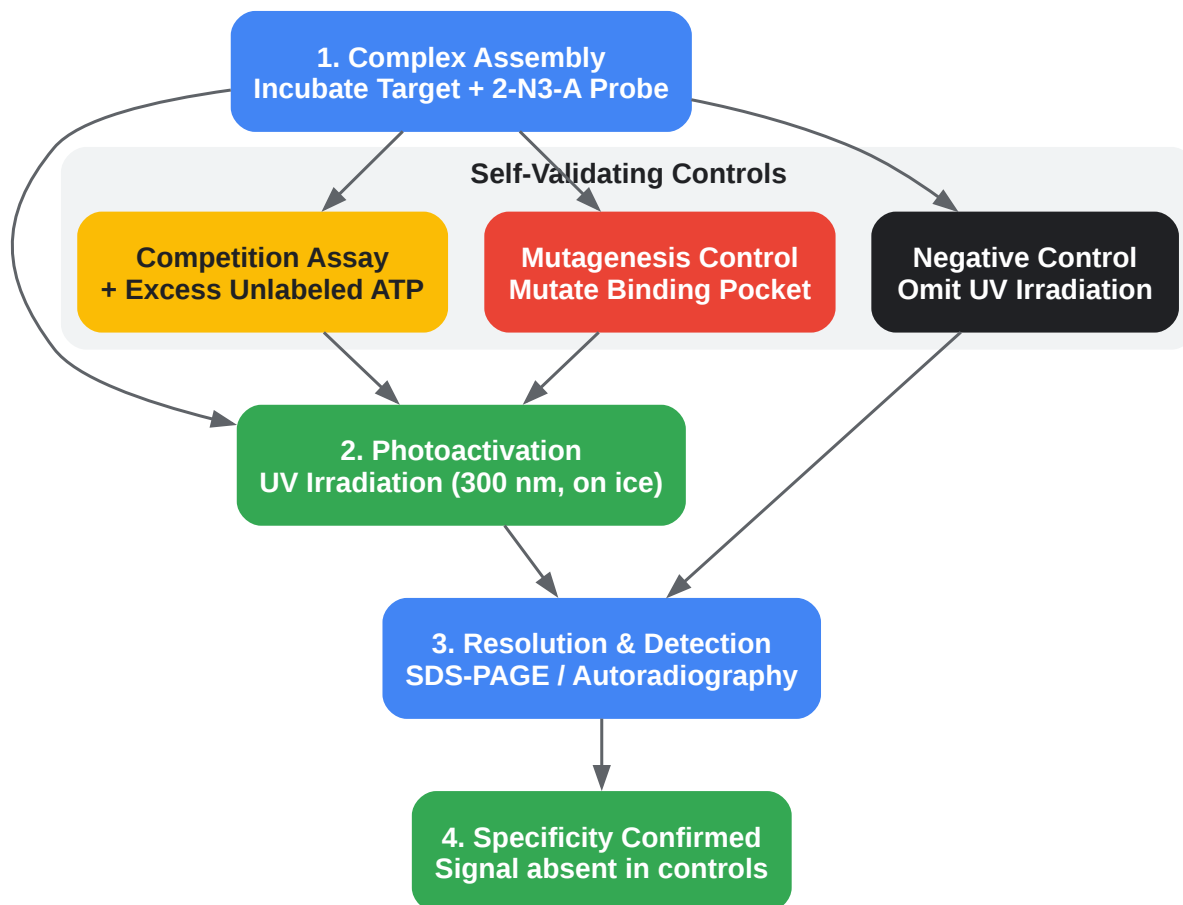 1. Complex Assembly
Incubate Target + 2-N3-A Probe
Self-Validating Controls
Competition Assay
+ Excess Unlabeled ATP
Mutagenesis Control
Mutate Binding Pocket
Negative Control
Omit UV Irradiation
2. Photoactivation
UV Irradiation (300 nm, on ice)
3. Resolution & Detection
SDS-PAGE / Autoradiography
4. Specificity Confirmed
Signal absent in controls